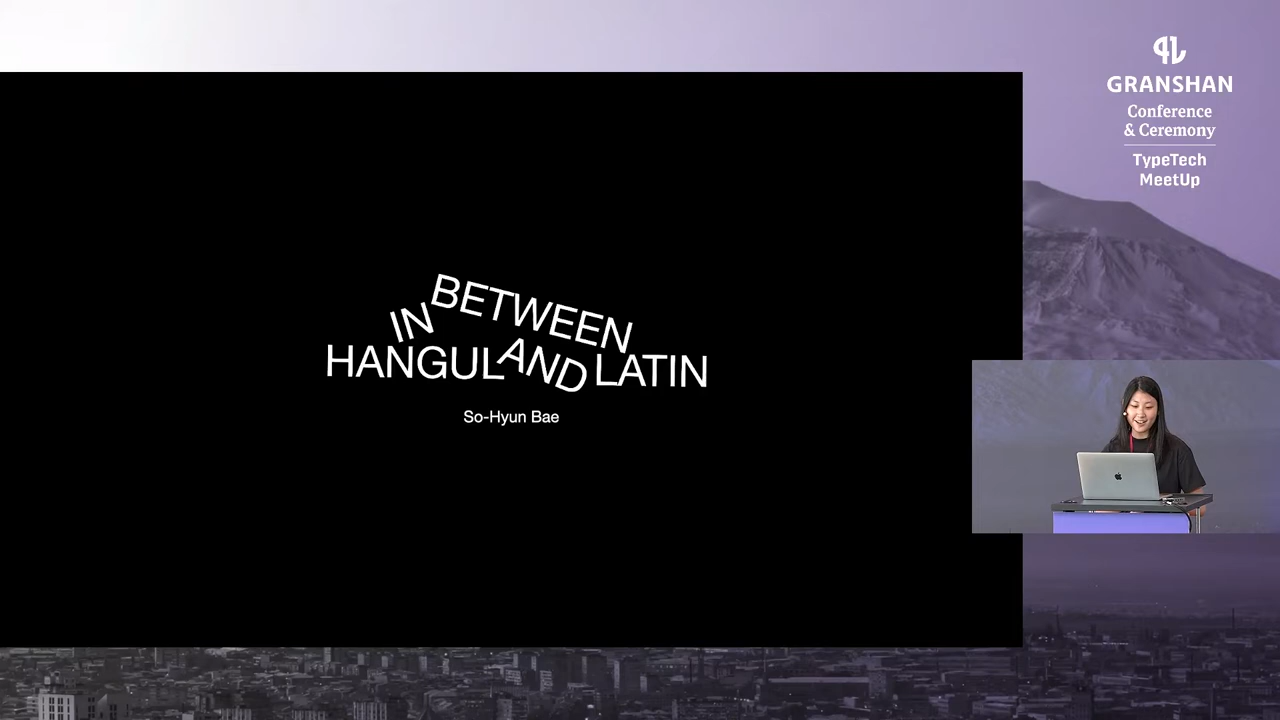 IN BETWEEN
HANGUL AND LATIN
So-Hyun Bae
GRANSHAN
Conference
& Ceremony
TypeTech
MeetUp